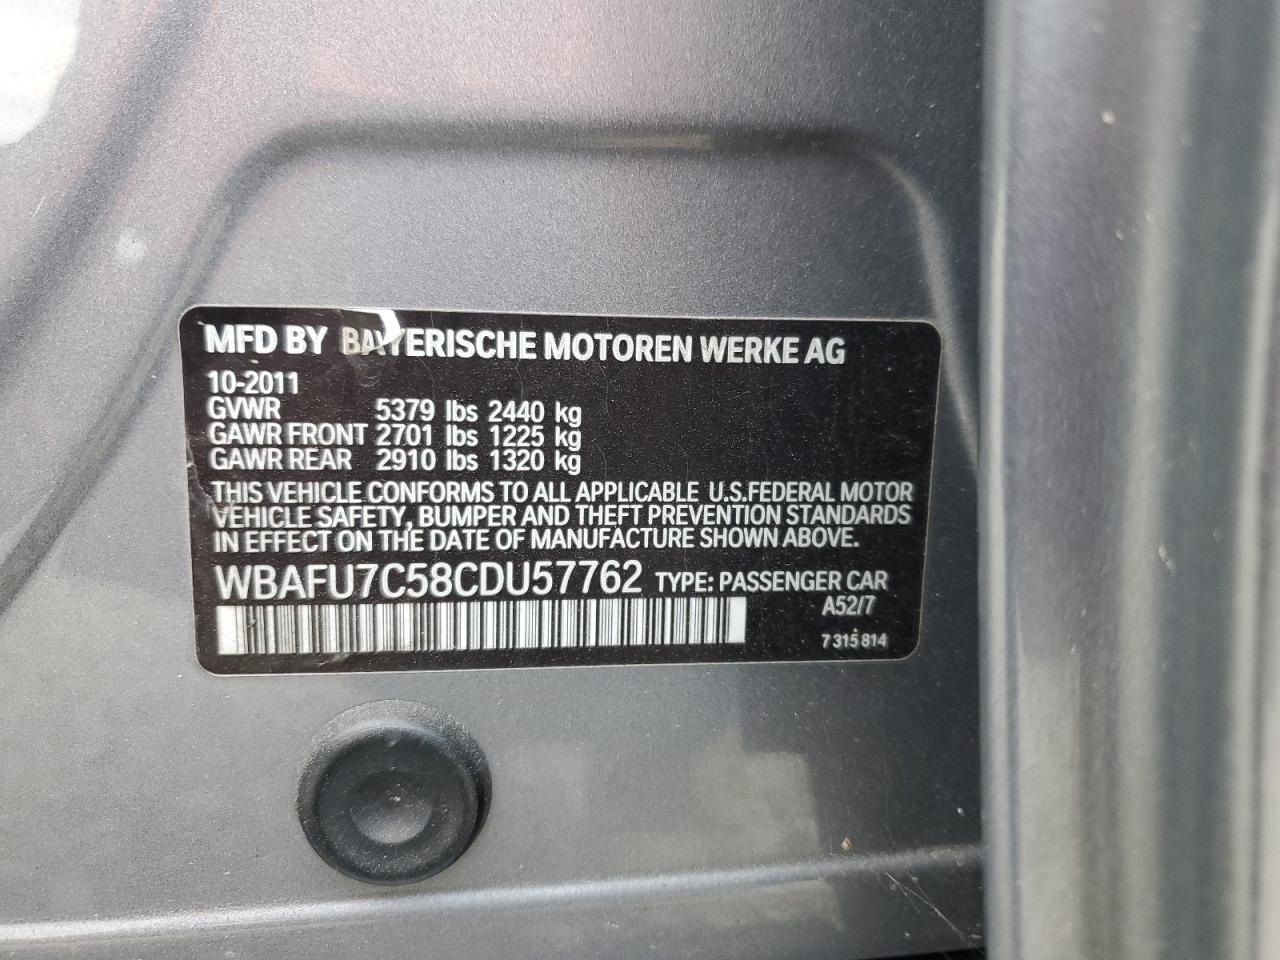 MFD BY BAYERISCHE MOTOREN WERKE AG
10-2011
GVWR 5379 lbs 2440 kg
GAWR FRONT 2701 lbs 1225 kg
GAWR REAR 2910 lbs 1320 kg
THIS VEHICLE CONFORMS TO ALL APPLICABLE U.S.FEDERAL MOTOR
VEHICLE SAFETY, BUMPER AND THEFT PREVENTION STANDARDS
IN EFFECT ON THE DATE OF MANUFACTURE SHOWN ABOVE.
WBAFU7C58CDU57762 TYPE: PASSENGER CAR
A52/7
7 315 814